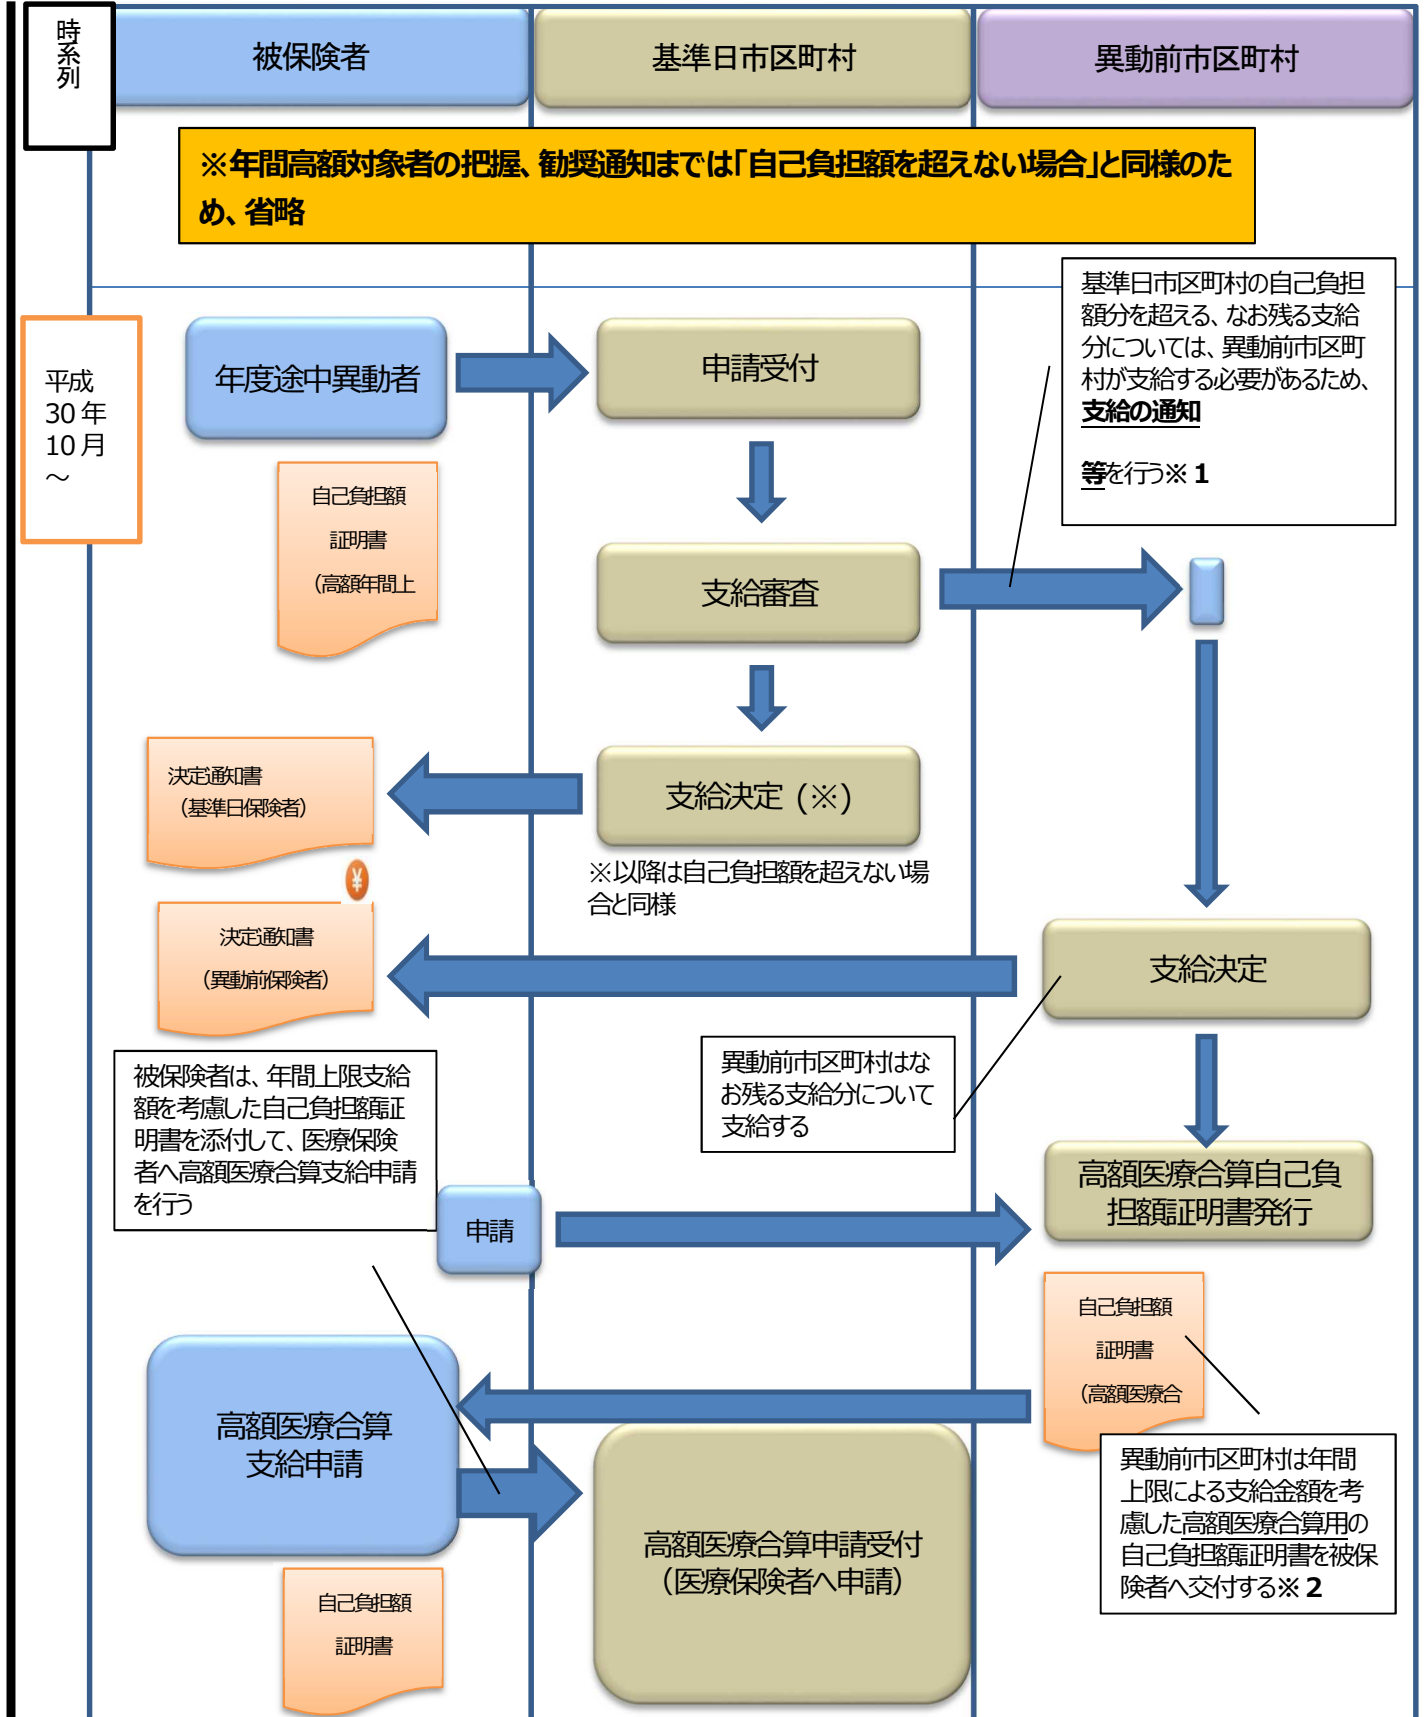 時系列
被保険者
基準日市区町村
異動前市区町村
※年間高額対象者の把握、勧奨通知までは「自己負担額を超えない場合」と同様のた
め、省略
平成
30年
10月
～
年度途中異動者
申請受付
基準日市区町村の自己負担
額分を超える、なお残る支給
分については、異動前市区町
村が支給する必要があるため、
支給の通知
等を行う※1
自己負担額
証明書
（高額年間上
支給審査
決定通知書
（基準日保険者）
支給決定（※）
※以降は自己負担額を超えない場
合と同様
¥
決定通知書
（異動前保険者）
支給決定
異動前市区町村はな
お残る支給分について
支給する
被保険者は、年間上限支給
額を考慮した自己負担額証
明書を添付して、医療保険
者へ高額医療合算支給申請
を行う
高額医療合算自己負
担額証明書発行
申請
自己負担額
証明書
（高額医療合
高額医療合算
支給申請
異動前市区町村は年間
上限による支給金額を考
慮した高額医療合算用の
自己負担額証明書を被保
険者へ交付する※2
高額医療合算申請受付
（医療保険者へ申請）
自己負担額
証明書